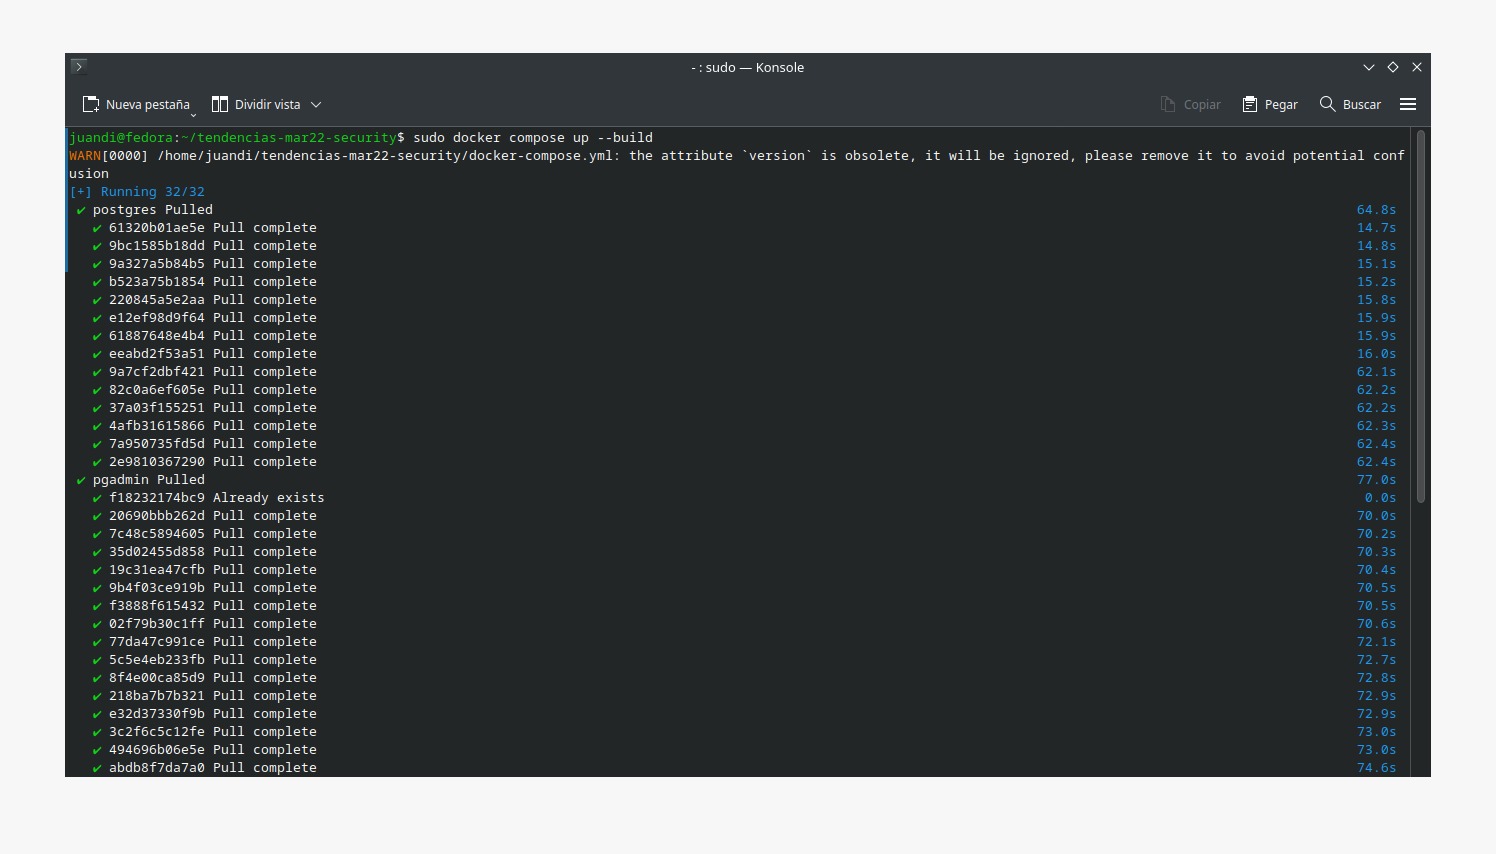 - : sudo — Konsole
Nueva pestaña Dividir vista Copiar Pegar Buscar
juandi@fedora:~/tendencias-mar22-security$ sudo docker compose up --build
WARN[0000] /home/juandi/tendencias-mar22-security/docker-compose.yml: the attribute `version` is obsolete, it will be ignored, please remove it to avoid potential conf
usion
[+] Running 32/32
✔ postgres Pulled 64.8s
✔ 61320b01ae5e Pull complete 14.7s
✔ 9bc1585b18dd Pull complete 14.8s
✔ 9a327a5b84b5 Pull complete 15.1s
✔ b523a75b1854 Pull complete 15.2s
✔ 220845a5e2aa Pull complete 15.8s
✔ e12ef98d9f64 Pull complete 15.9s
✔ 61887648e4b4 Pull complete 15.9s
✔ eeabd2f53a51 Pull complete 16.0s
✔ 9a7cf2dbf421 Pull complete 62.1s
✔ 82c0a6ef605e Pull complete 62.2s
✔ 37a03f155251 Pull complete 62.2s
✔ 4afb31615866 Pull complete 62.3s
✔ 7a950735fd5d Pull complete 62.4s
✔ 2e9810367290 Pull complete 62.4s
✔ pgadmin Pulled 77.0s
✔ f18232174bc9 Already exists 0.0s
✔ 20690bbb262d Pull complete 70.0s
✔ 7c48c5894605 Pull complete 70.2s
✔ 35d02455d858 Pull complete 70.3s
✔ 19c31ea47cfb Pull complete 70.4s
✔ 9b4f03ce919b Pull complete 70.5s
✔ f3888f615432 Pull complete 70.5s
✔ 02f79b30c1ff Pull complete 70.6s
✔ 77da47c991ce Pull complete 72.1s
✔ 5c5e4eb233fb Pull complete 72.7s
✔ 8f4e00ca85d9 Pull complete 72.8s
✔ 218ba7b7b321 Pull complete 72.9s
✔ e32d37330f9b Pull complete 72.9s
✔ 3c2f6c5c12fe Pull complete 73.0s
✔ 494696b06e5e Pull complete 73.0s
✔ abdb8f7da7a0 Pull complete 74.6s